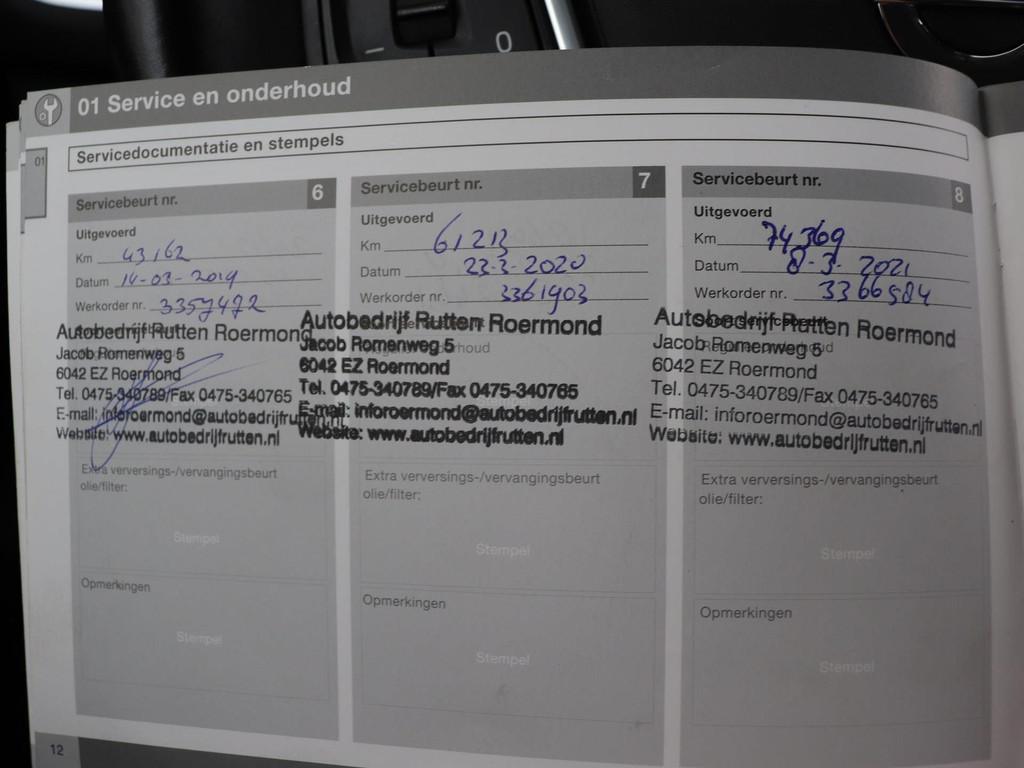 0
01 Service en onderhoud
01
Servicedocumentatie en stempels
Servicebeurt nr. 6
Uitgevoerd
Km 43162
Datum 14-03-2019
Werkorder nr. 3357472
Autobedrijf Rutten Roermond
Jacob Romenweg 5
6042 EZ Roermond
Tel. 0475-340789/Fax 0475-340765
E-mail: inforoermond@autobedrijfrutten.nl
Website: www.autobedrijfrutten.nl
Extra verversings-/vervangingsbeurt
olie/filter:
Stempel
Opmerkingen
Stempel
Servicebeurt nr. 7
Uitgevoerd
Km 61213
Datum 23-3-2020
Werkorder nr. 3361903
Autobedrijf Rutten Roermond
Jacob Romenweg 5
6042 EZ Roermond
Tel. 0475-340789/Fax 0475-340765
E-mail: inforoermond@autobedrijfrutten.nl
Website: www.autobedrijfrutten.nl
Extra verversings-/vervangingsbeurt
olie/filter:
Stempel
Opmerkingen
Stempel
Servicebeurt nr. 8
Uitgevoerd
Km 74369
Datum 8-3-2021
Werkorder nr. 3366984
Autobedrijf Rutten Roermond
Jacob Romenweg 5
6042 EZ Roermond
Tel. 0475-340789/Fax 0475-340765
E-mail: inforoermond@autobedrijfrutten.nl
Website: www.autobedrijfrutten.nl
Extra verversings-/vervangingsbeurt
olie/filter:
Stempel
Opmerkingen
Stempel
12